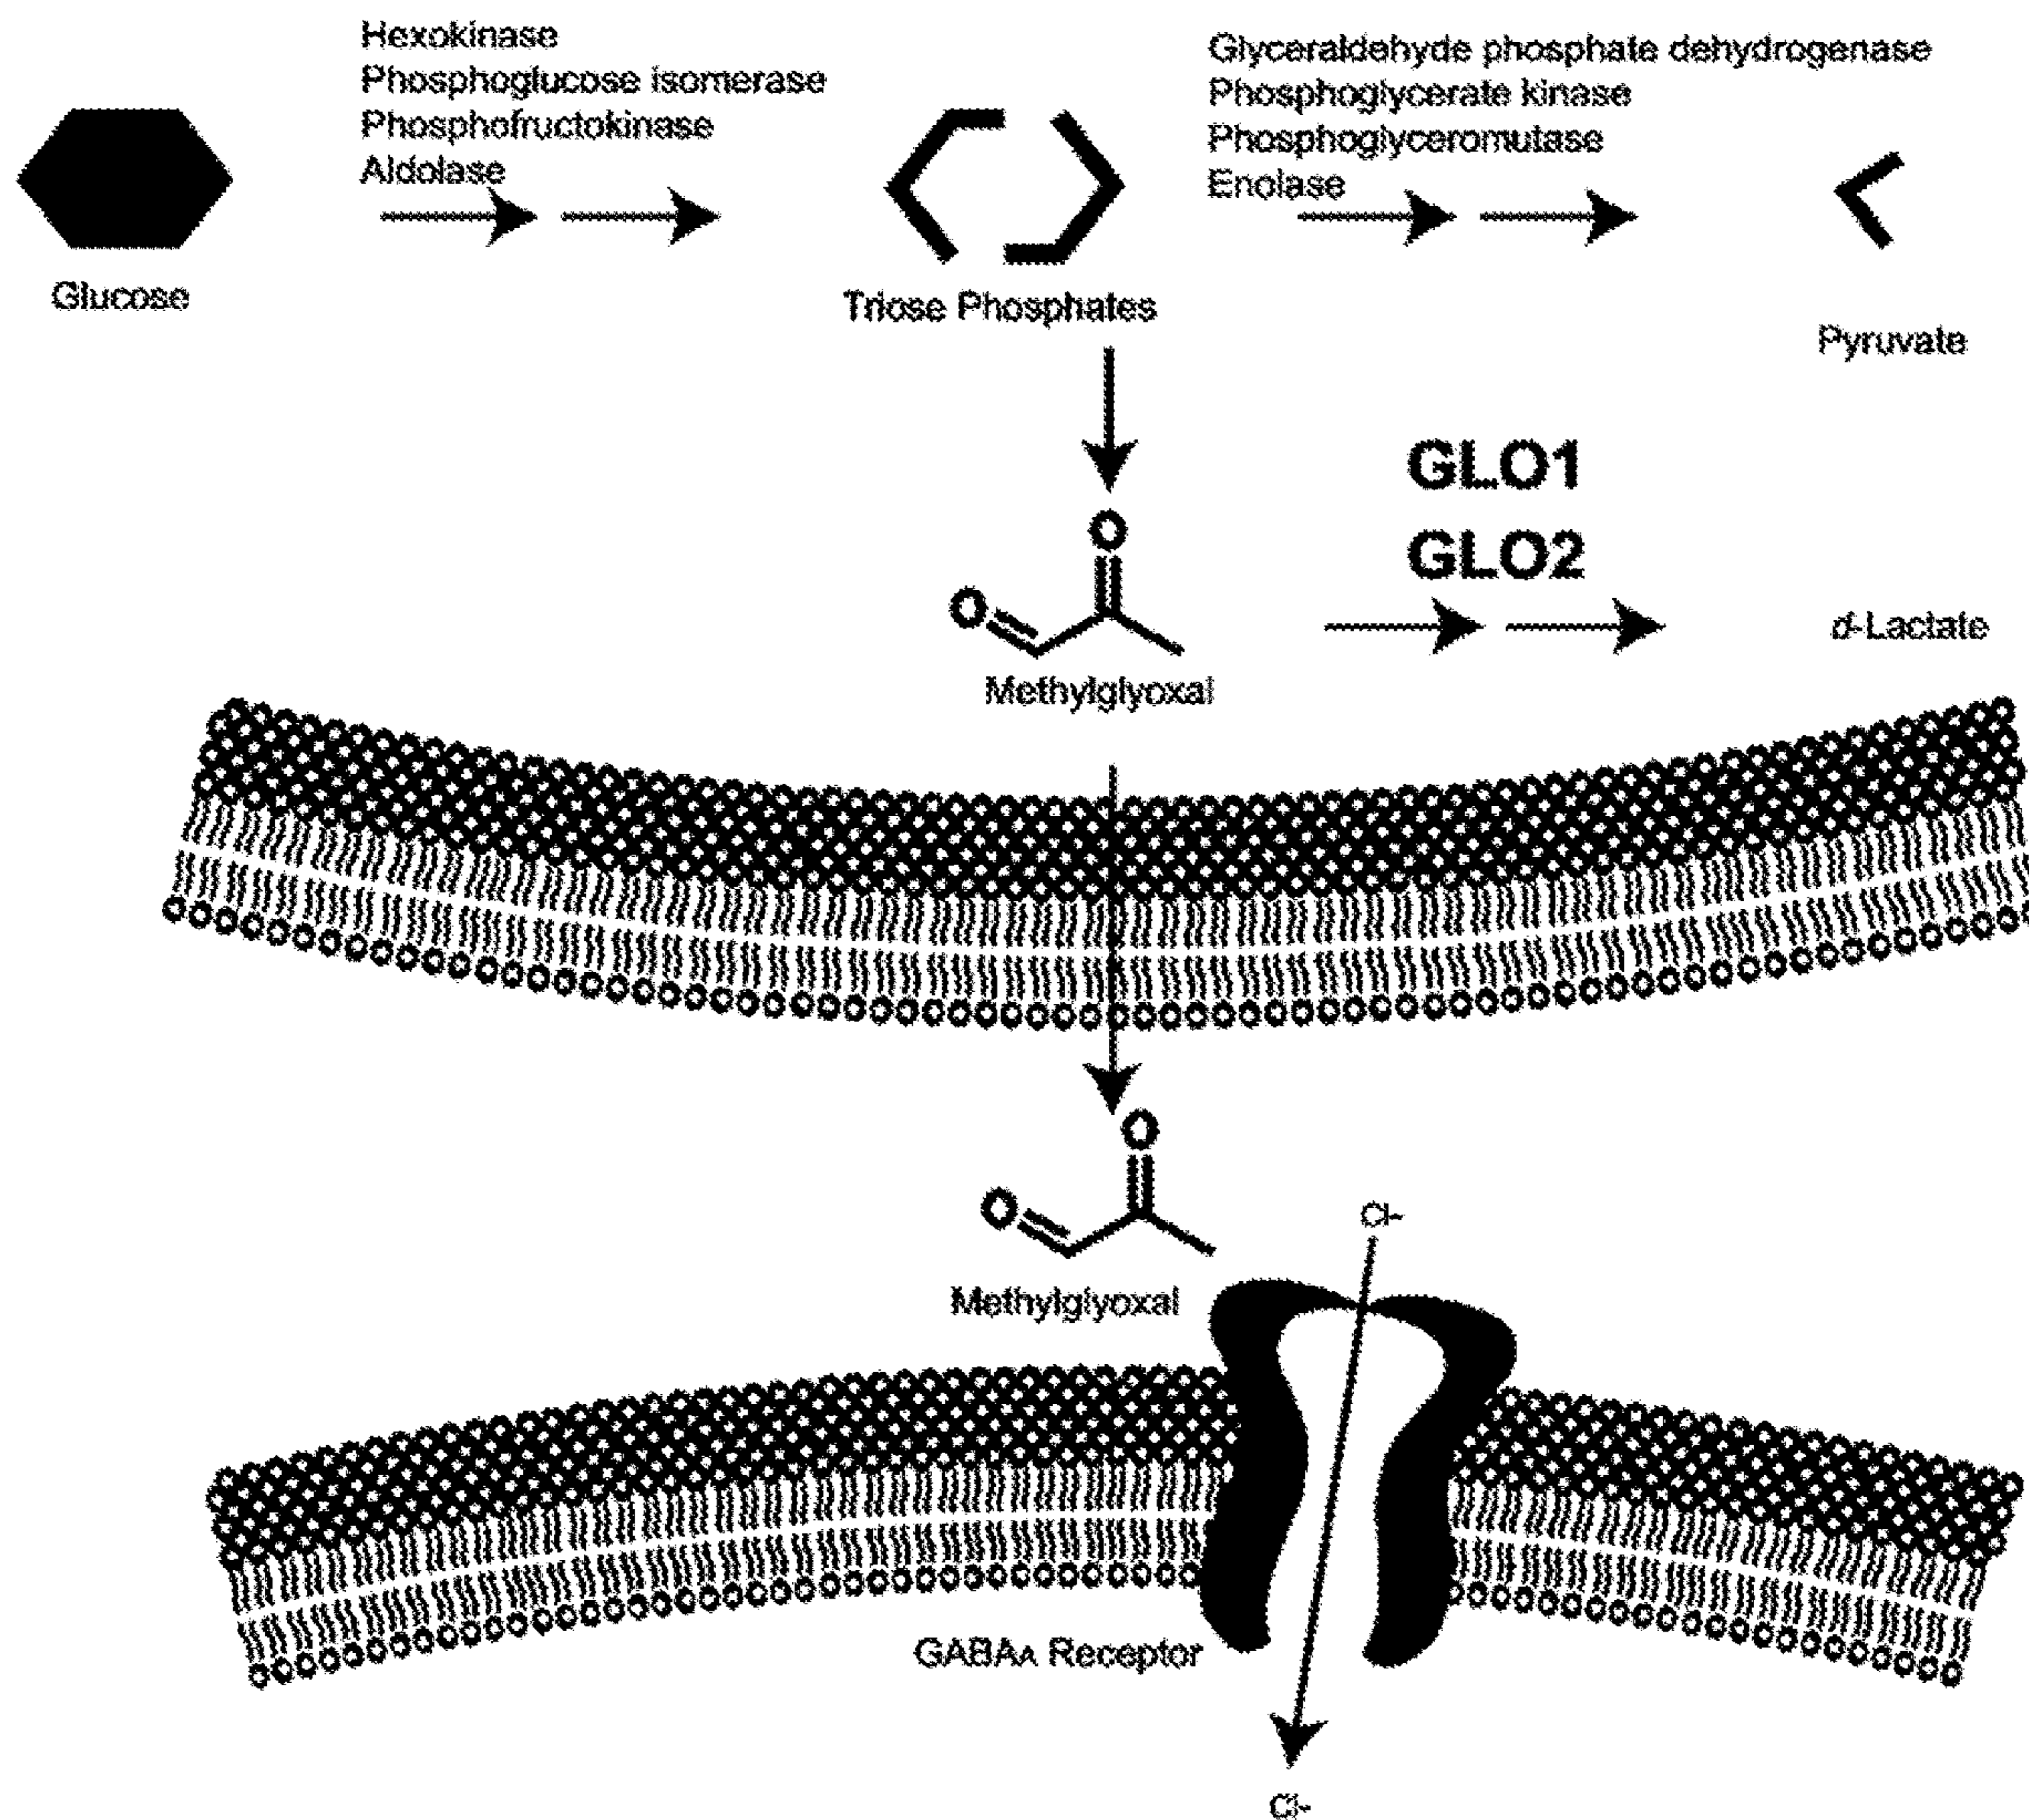 Hexokinase
Phosphoglucose isomerase
Phosphofructokinase
Aldolase
Glyceraldehyde phosphate dehydrogenase
Phosphoglycerate kinase
Phosphoglyceromutase
Enolase
Glucose
Triose Phosphates
Pyruvate
GLO1
GLO2
O
O
d-Lactate
Methylglyoxal
O
O
Cl-
Methylglyoxal
GABAA Receptor
Cl-